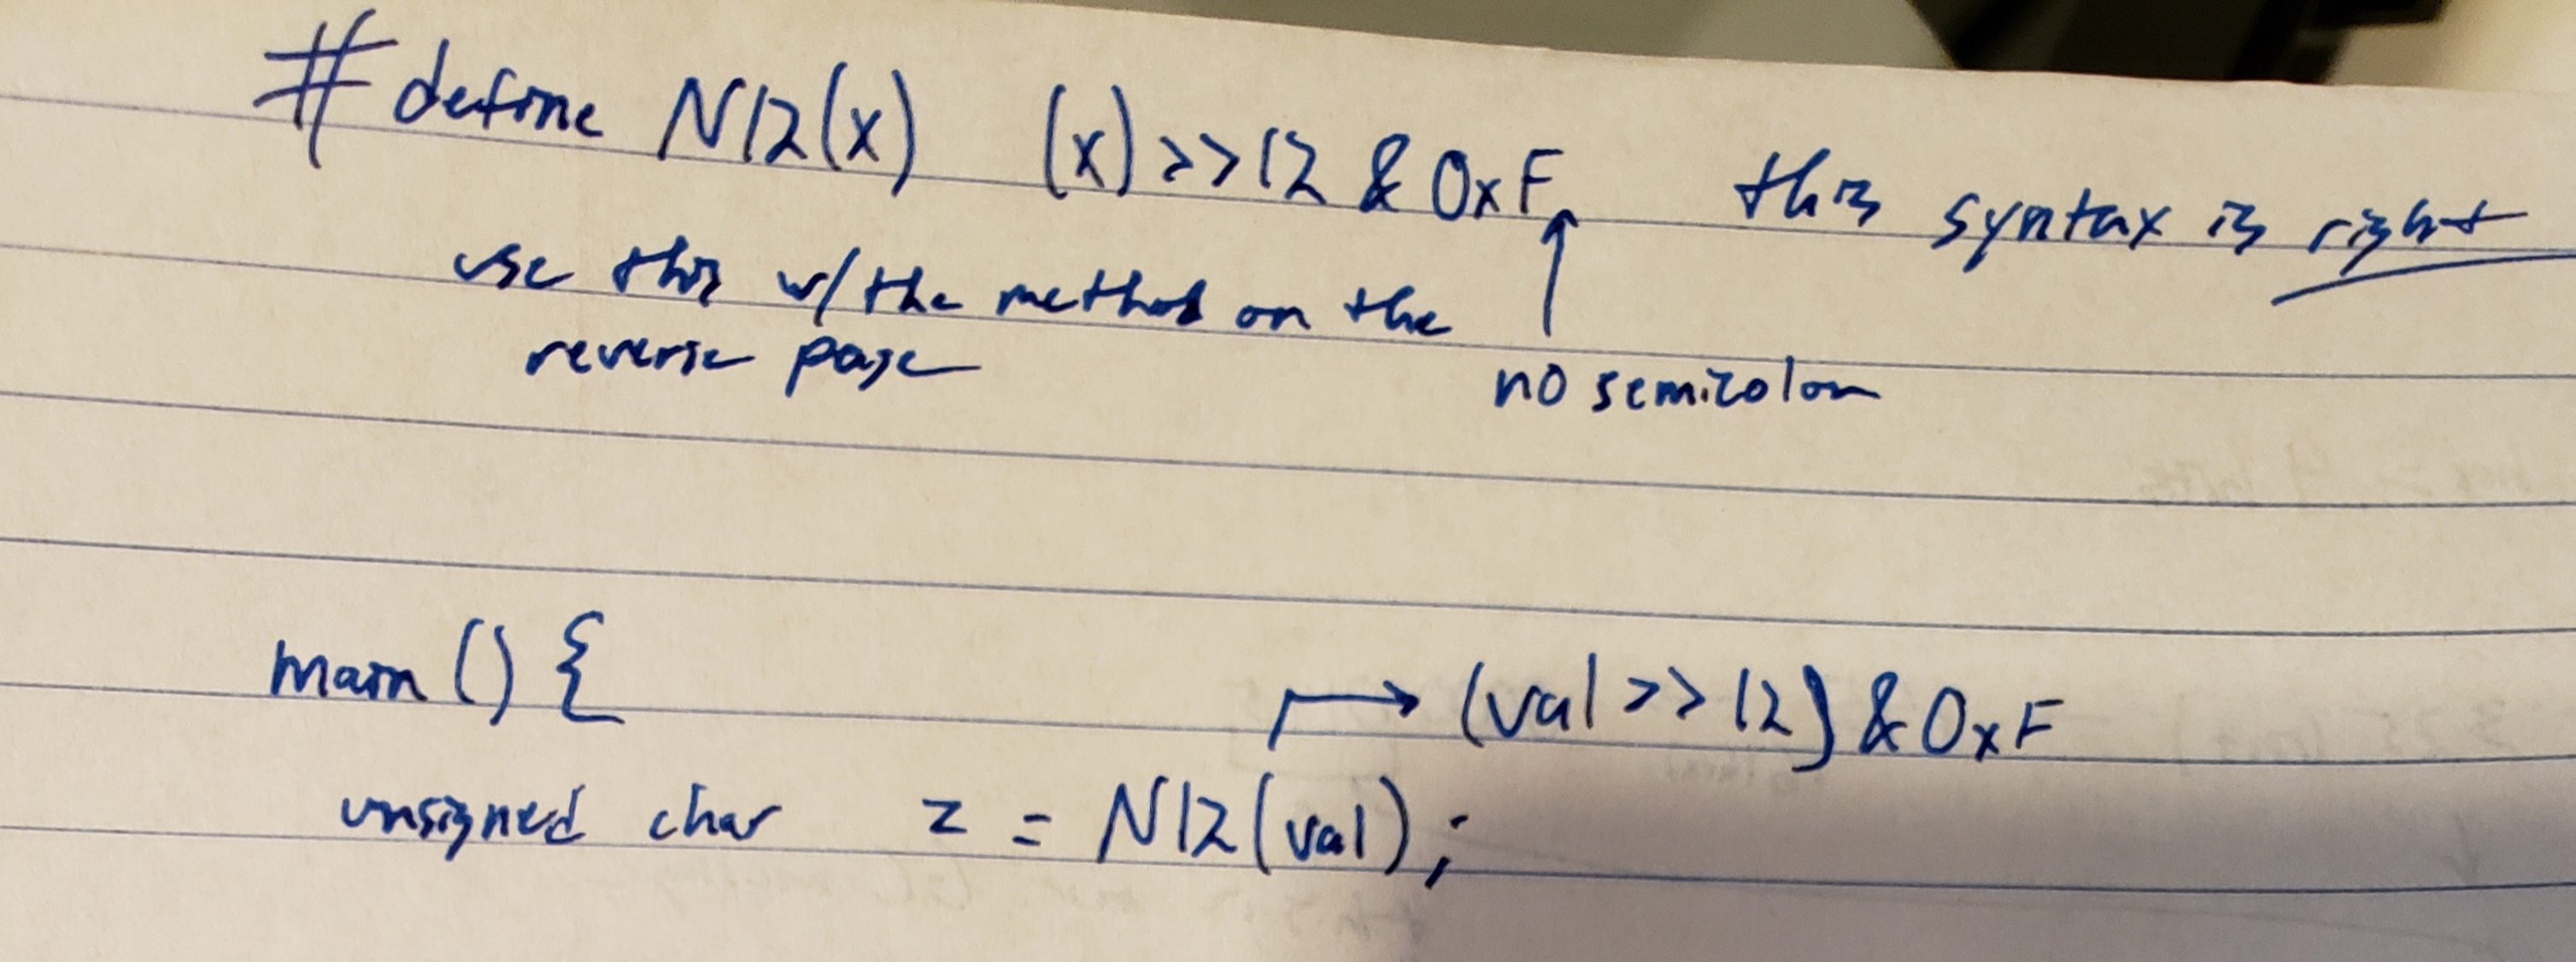 #define N12(x) (x)>>12 & 0xF this syntax is right
use this w/ the method on the
reverse page
no semicolon
main () {
(val >> 12) & 0xF
unsigned char z = N12(val);